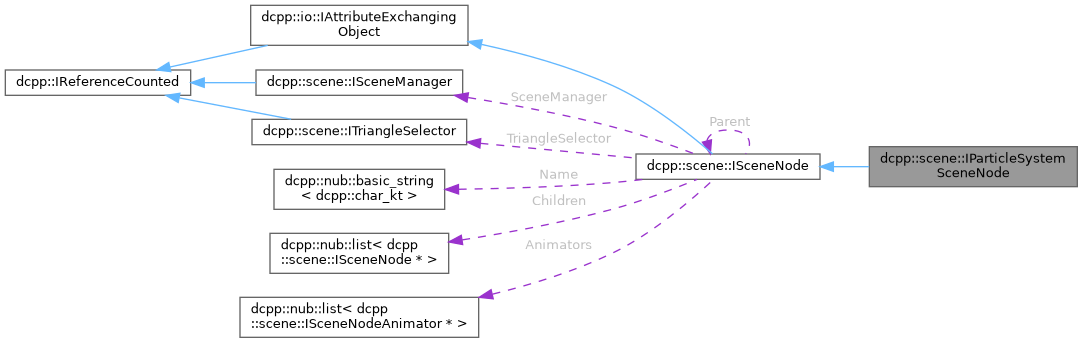 dcpp::io::IAttributeExchanging
Object
dcpp::IReferenceCounted
dcpp::scene::ISceneManager
SceneManager
dcpp::scene::ITriangleSelector
TriangleSelector
Parent
dcpp::scene::ISceneNode
dcpp::scene::IParticleSystem
SceneNode
dcpp::nub::basic_string
< dcpp::char_kt >
Name
Children
dcpp::nub::list< dcpp
::scene::ISceneNode * >
Animators
dcpp::nub::list< dcpp
::scene::ISceneNodeAnimator * >